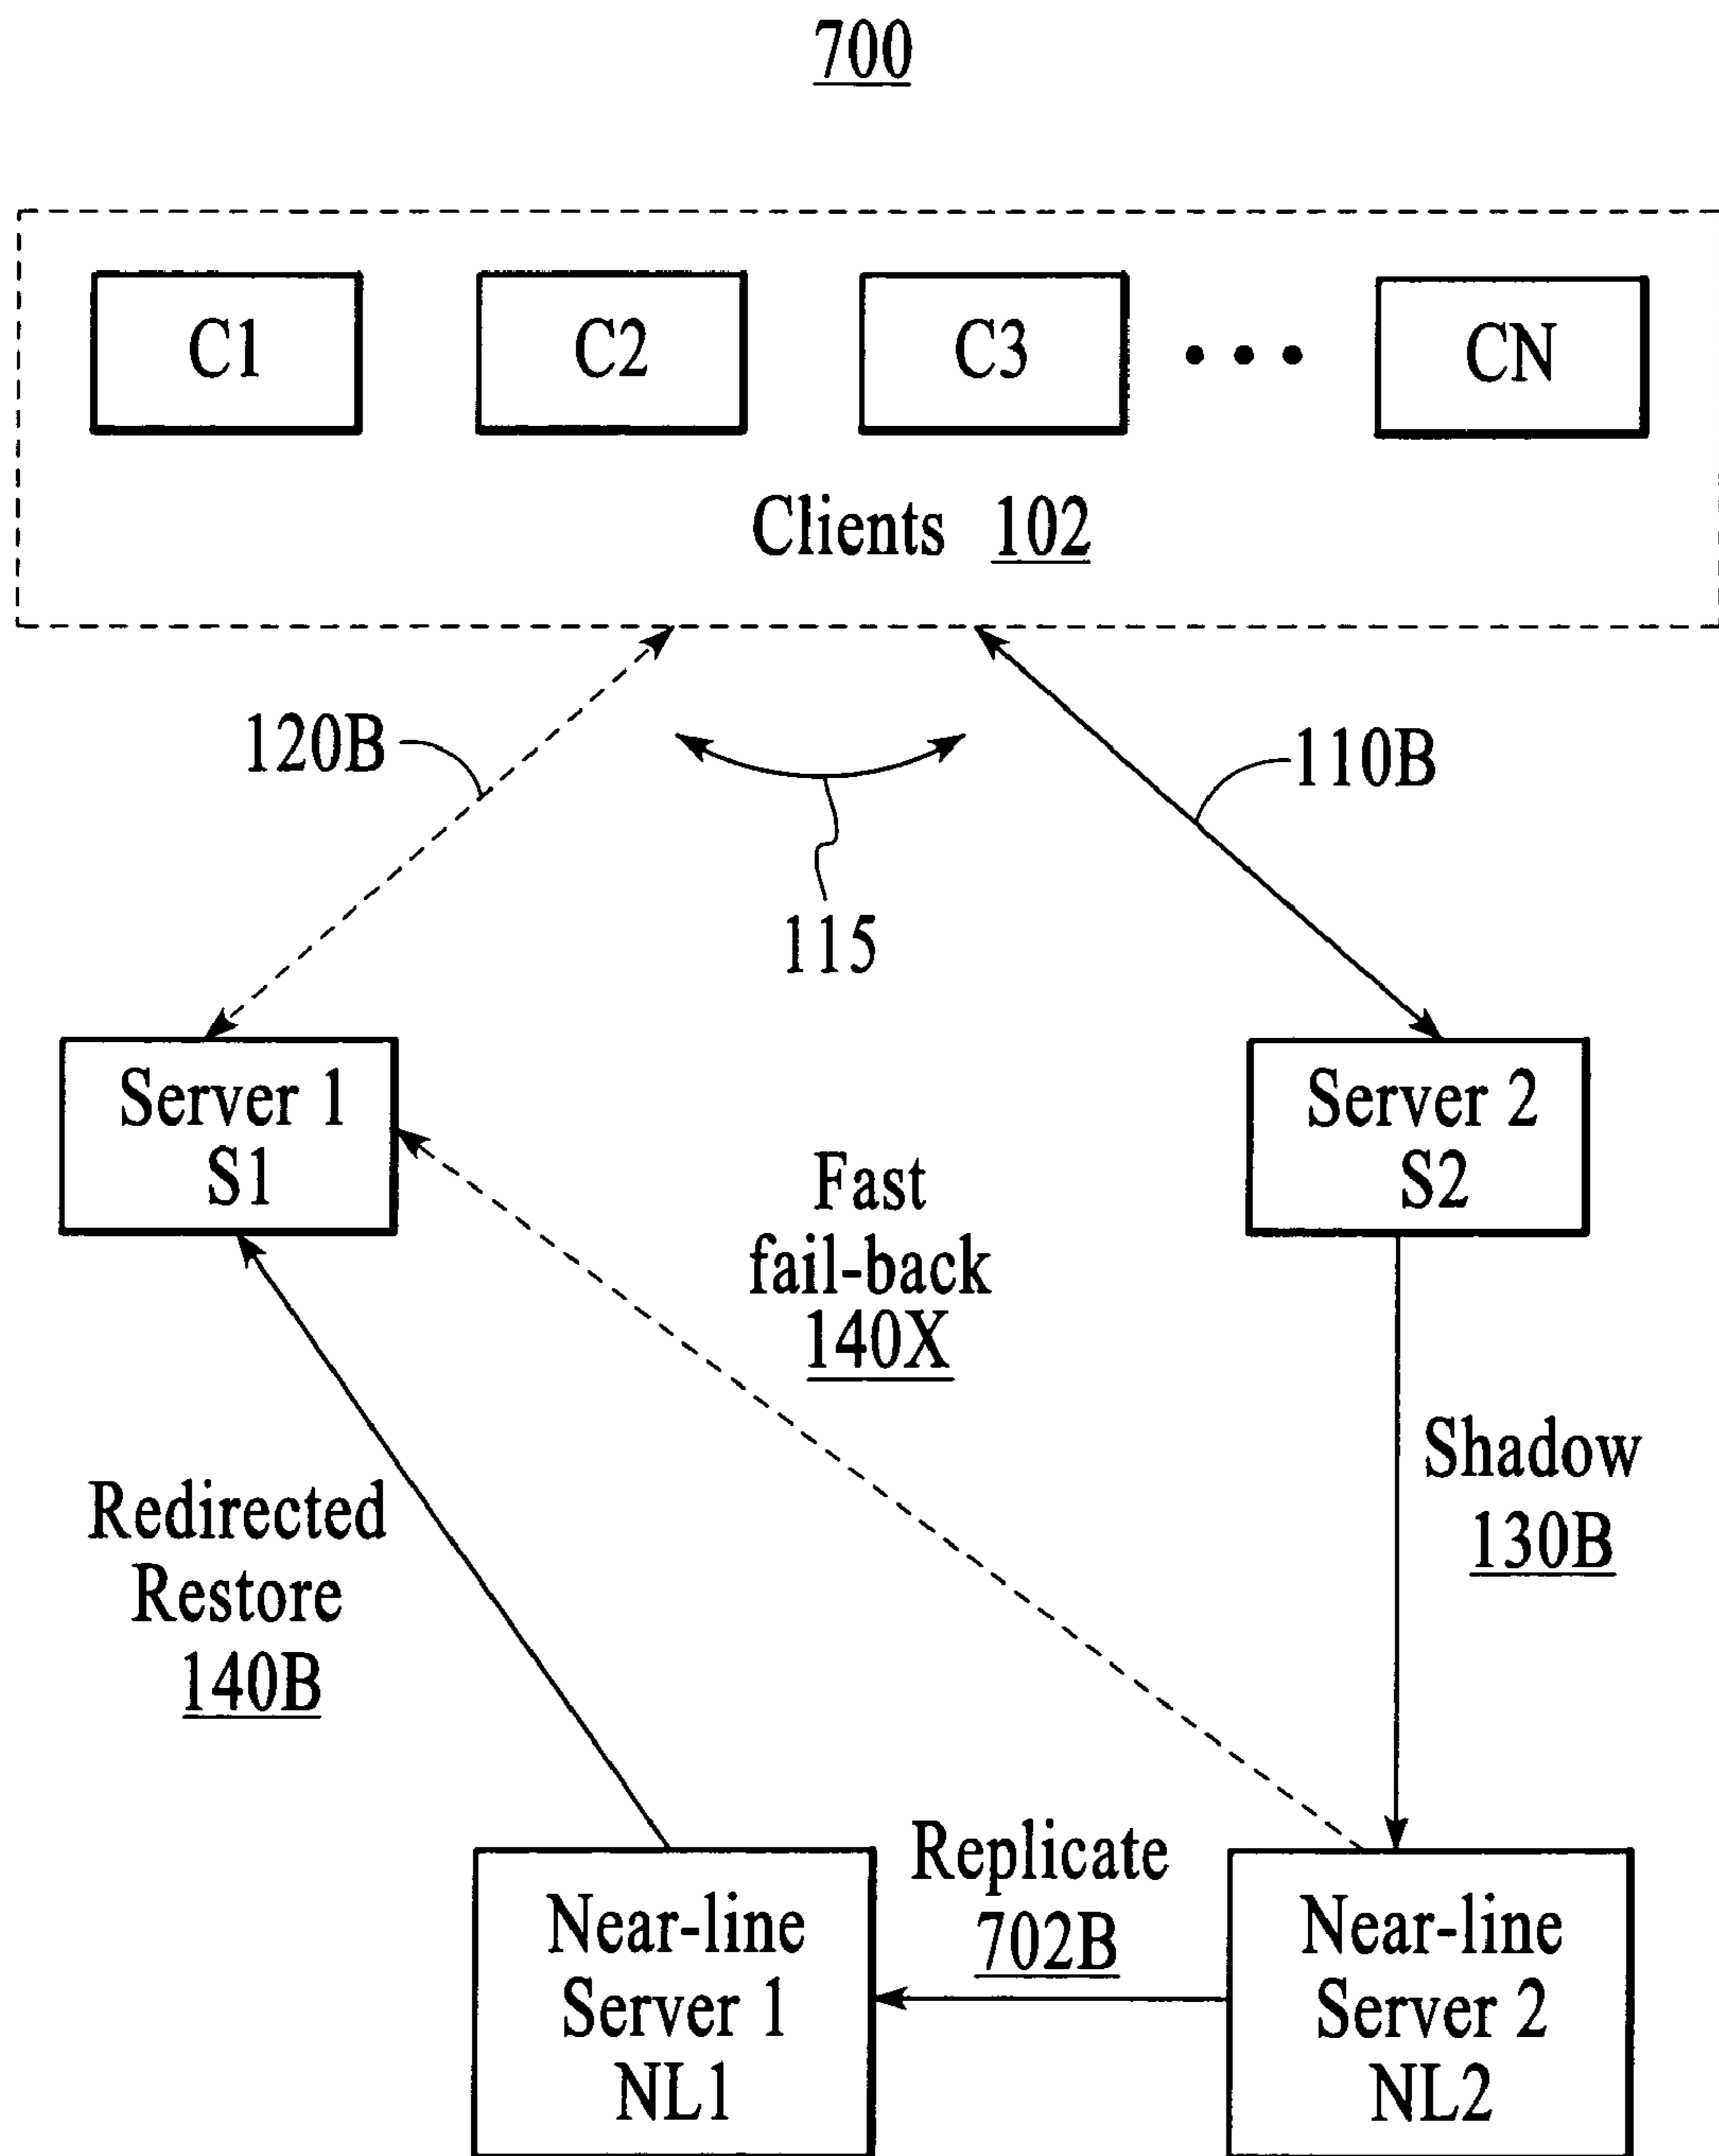 700
C1
C2
C3
• • •
CN
Clients 102
120B
110B
115
Server 1
S1
Server 2
S2
Fast
fail-back
140X
Shadow
130B
Redirected
Restore
140B
Replicate
702B
Near-line
Server 1
NL1
Near-line
Server 2
NL2